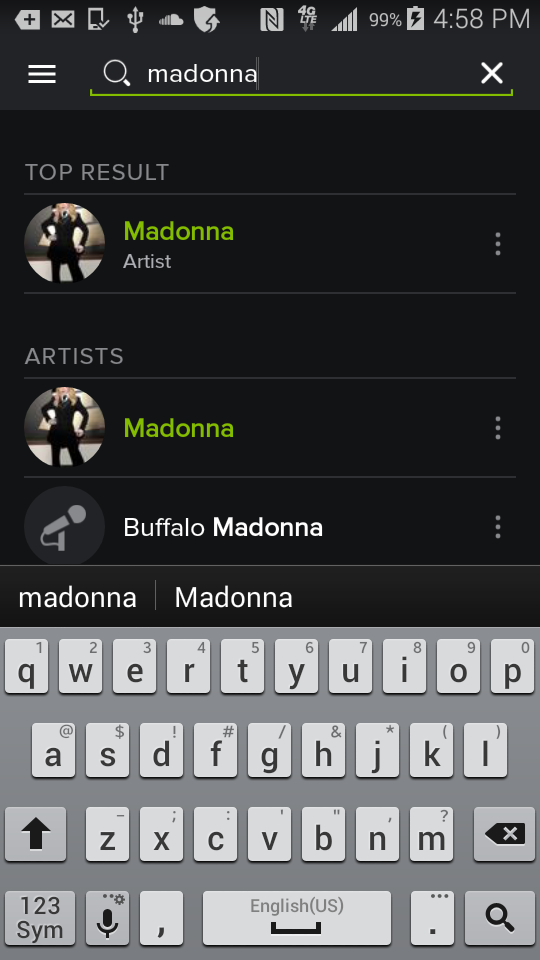 4G LTE 99% 4:58 PM
madonna
TOP RESULT
Madonna
Artist
ARTISTS
Madonna
Buffalo Madonna
madonna Madonna
1 2 3 4 5 6 7 8 9 0
q w e r t y u i o p
@ $ ! # / & * ( )
a s d f g h j k l
- ; : ' " , ?
z x c v b n m
123 Sym , English(US) .